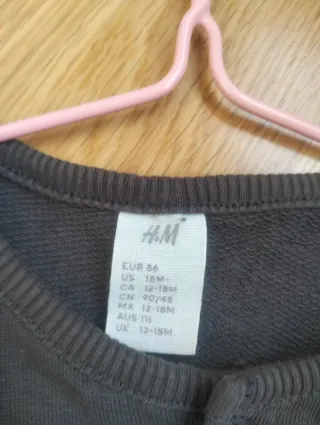 H&M
EUR 86
US 18M-
CA 12-18M
CN 90/48
MX 12-18M
AUS 1½
UK 12-18M